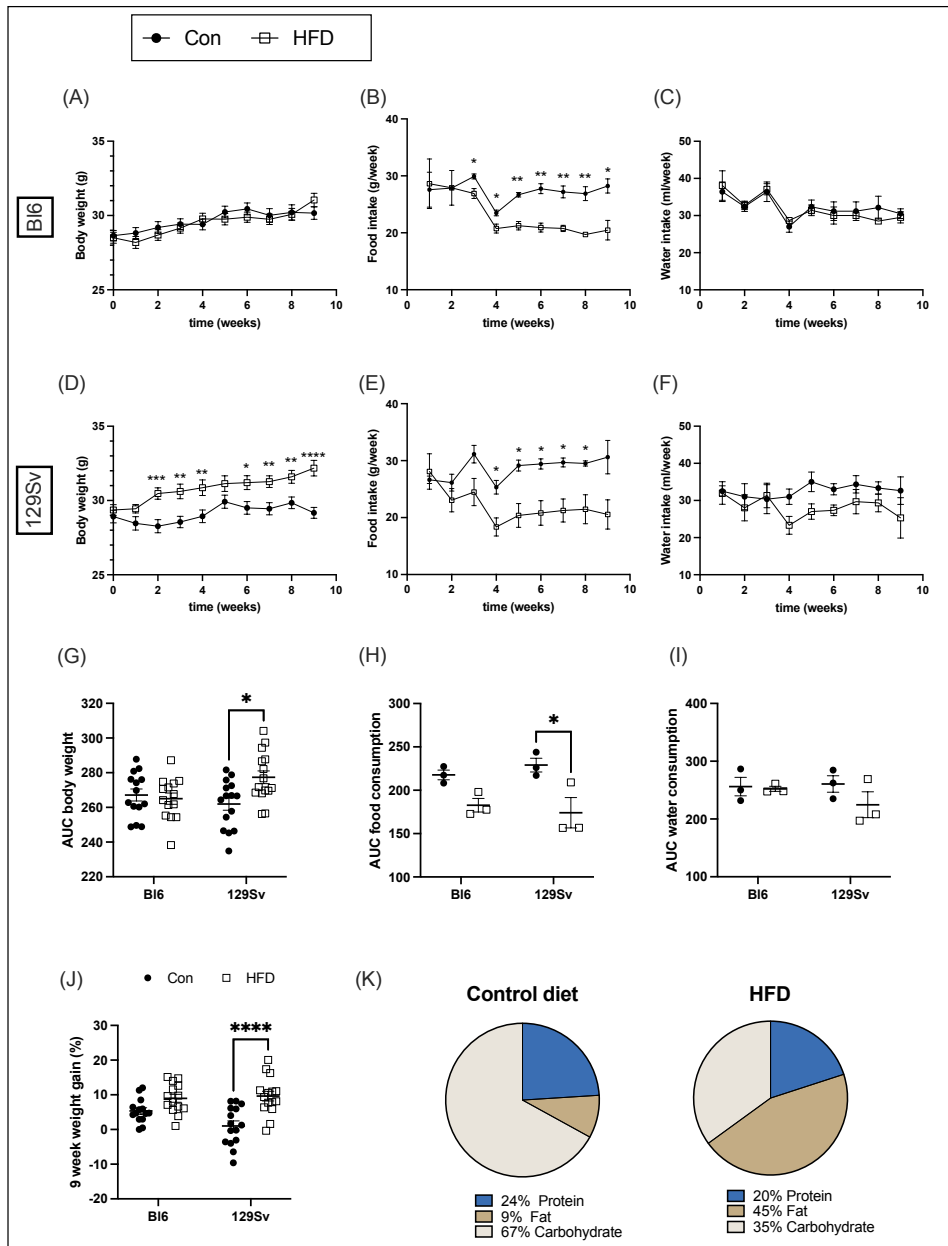 Con HFD
(A) (B) (C)
Bl6
Body weight (g)
35
30
25
0 2 4 6 8 10
time (weeks)
Food intake (g/week)
40
30
20
10
* * ** ** ** ** *
0 2 4 6 8 10
time (weeks)
Water intake (ml/week)
50
40
30
20
10
0 2 4 6 8 10
time (weeks)
(D) (E) (F)
129Sv
Body weight (g)
35
30
25
*** ** ** * ** ** ****
0 2 4 6 8 10
time (weeks)
Food intake (g/week)
40
30
20
10
* * * * *
0 2 4 6 8 10
time (weeks)
Water intake (ml/week)
50
40
30
20
10
0 2 4 6 8 10
time (weeks)
(G) (H) (I)
AUC body weight
320
300
280
260
240
220
*
Bl6 129Sv
AUC food consumption
300
250
200
150
100
*
Bl6 129Sv
AUC water consumption
400
300
200
100
Bl6 129Sv
(J) Con HFD
9 week weight gain (%)
30
20
10
0
-10
-20
****
Bl6 129Sv
(K)
Control diet
24% Protein
9% Fat
67% Carbohydrate
HFD
20% Protein
45% Fat
35% Carbohydrate